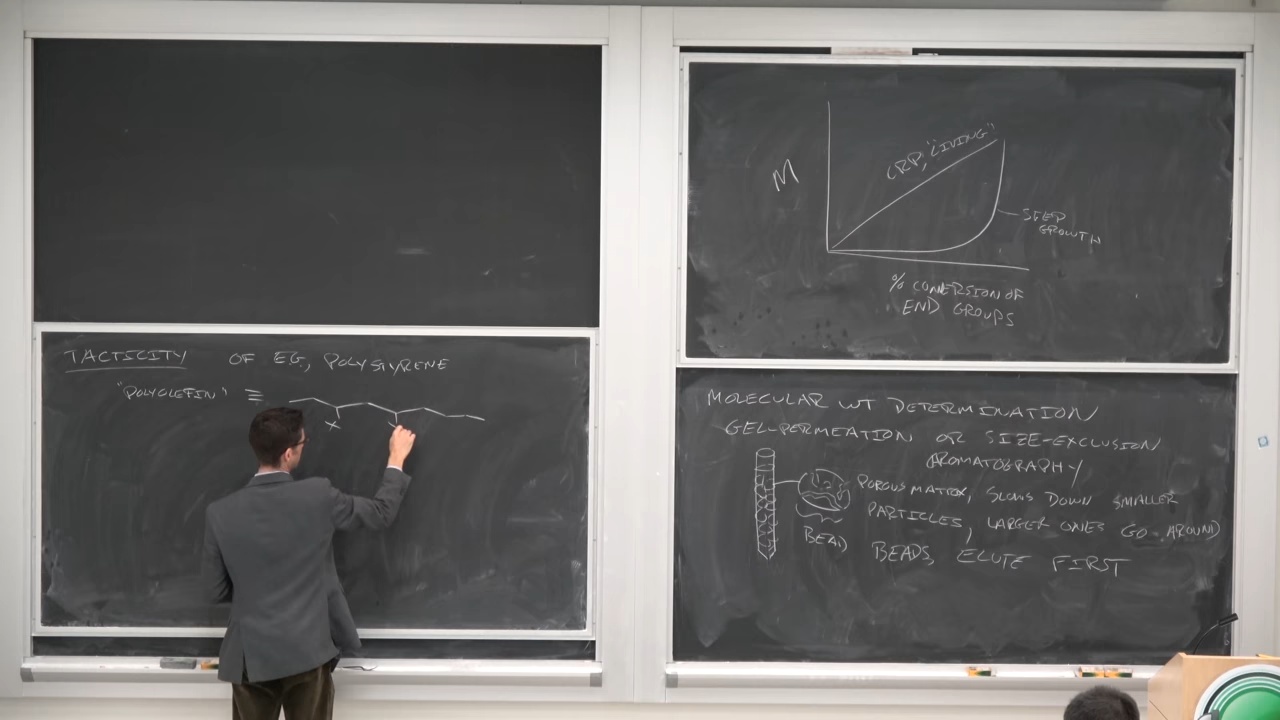 TACTICITY OF E.G., POLYSTYRENE
"POLYOLEFIN" ≡
X
M
CRP, "LIVING"
STEP
GROWTH
% CONERSION OF
END GROUPS
MOLECULAR WT DETERMINATION
GEL-PERMEATION OR SIZE-EXCLUSION
CHROMATOGRAPHY
POROUS MATRIX, SLOWS DOWN SMALLER
PARTICLES, LARGER ONES GO AROUND
BEAD
BEADS, ELUTE FIRST